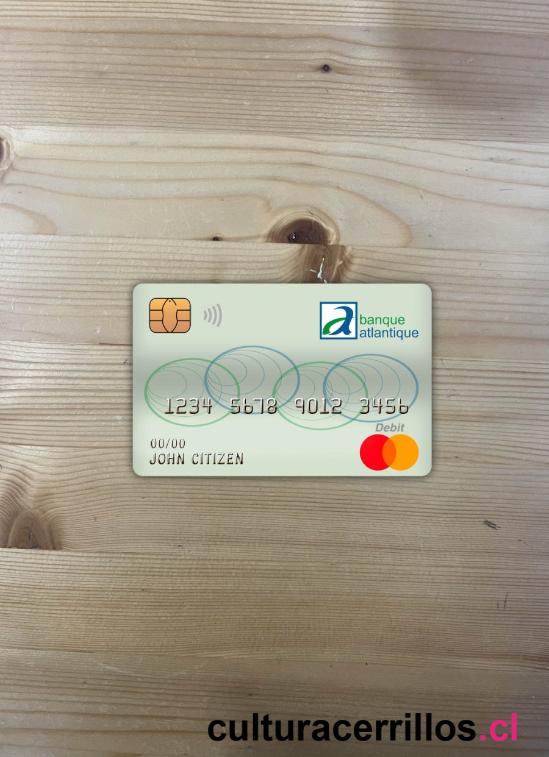 a banque
atlantique
1234 5678 9012 3456
Debit
00/00
JOHN CITIZEN
culturacerrillos.cl